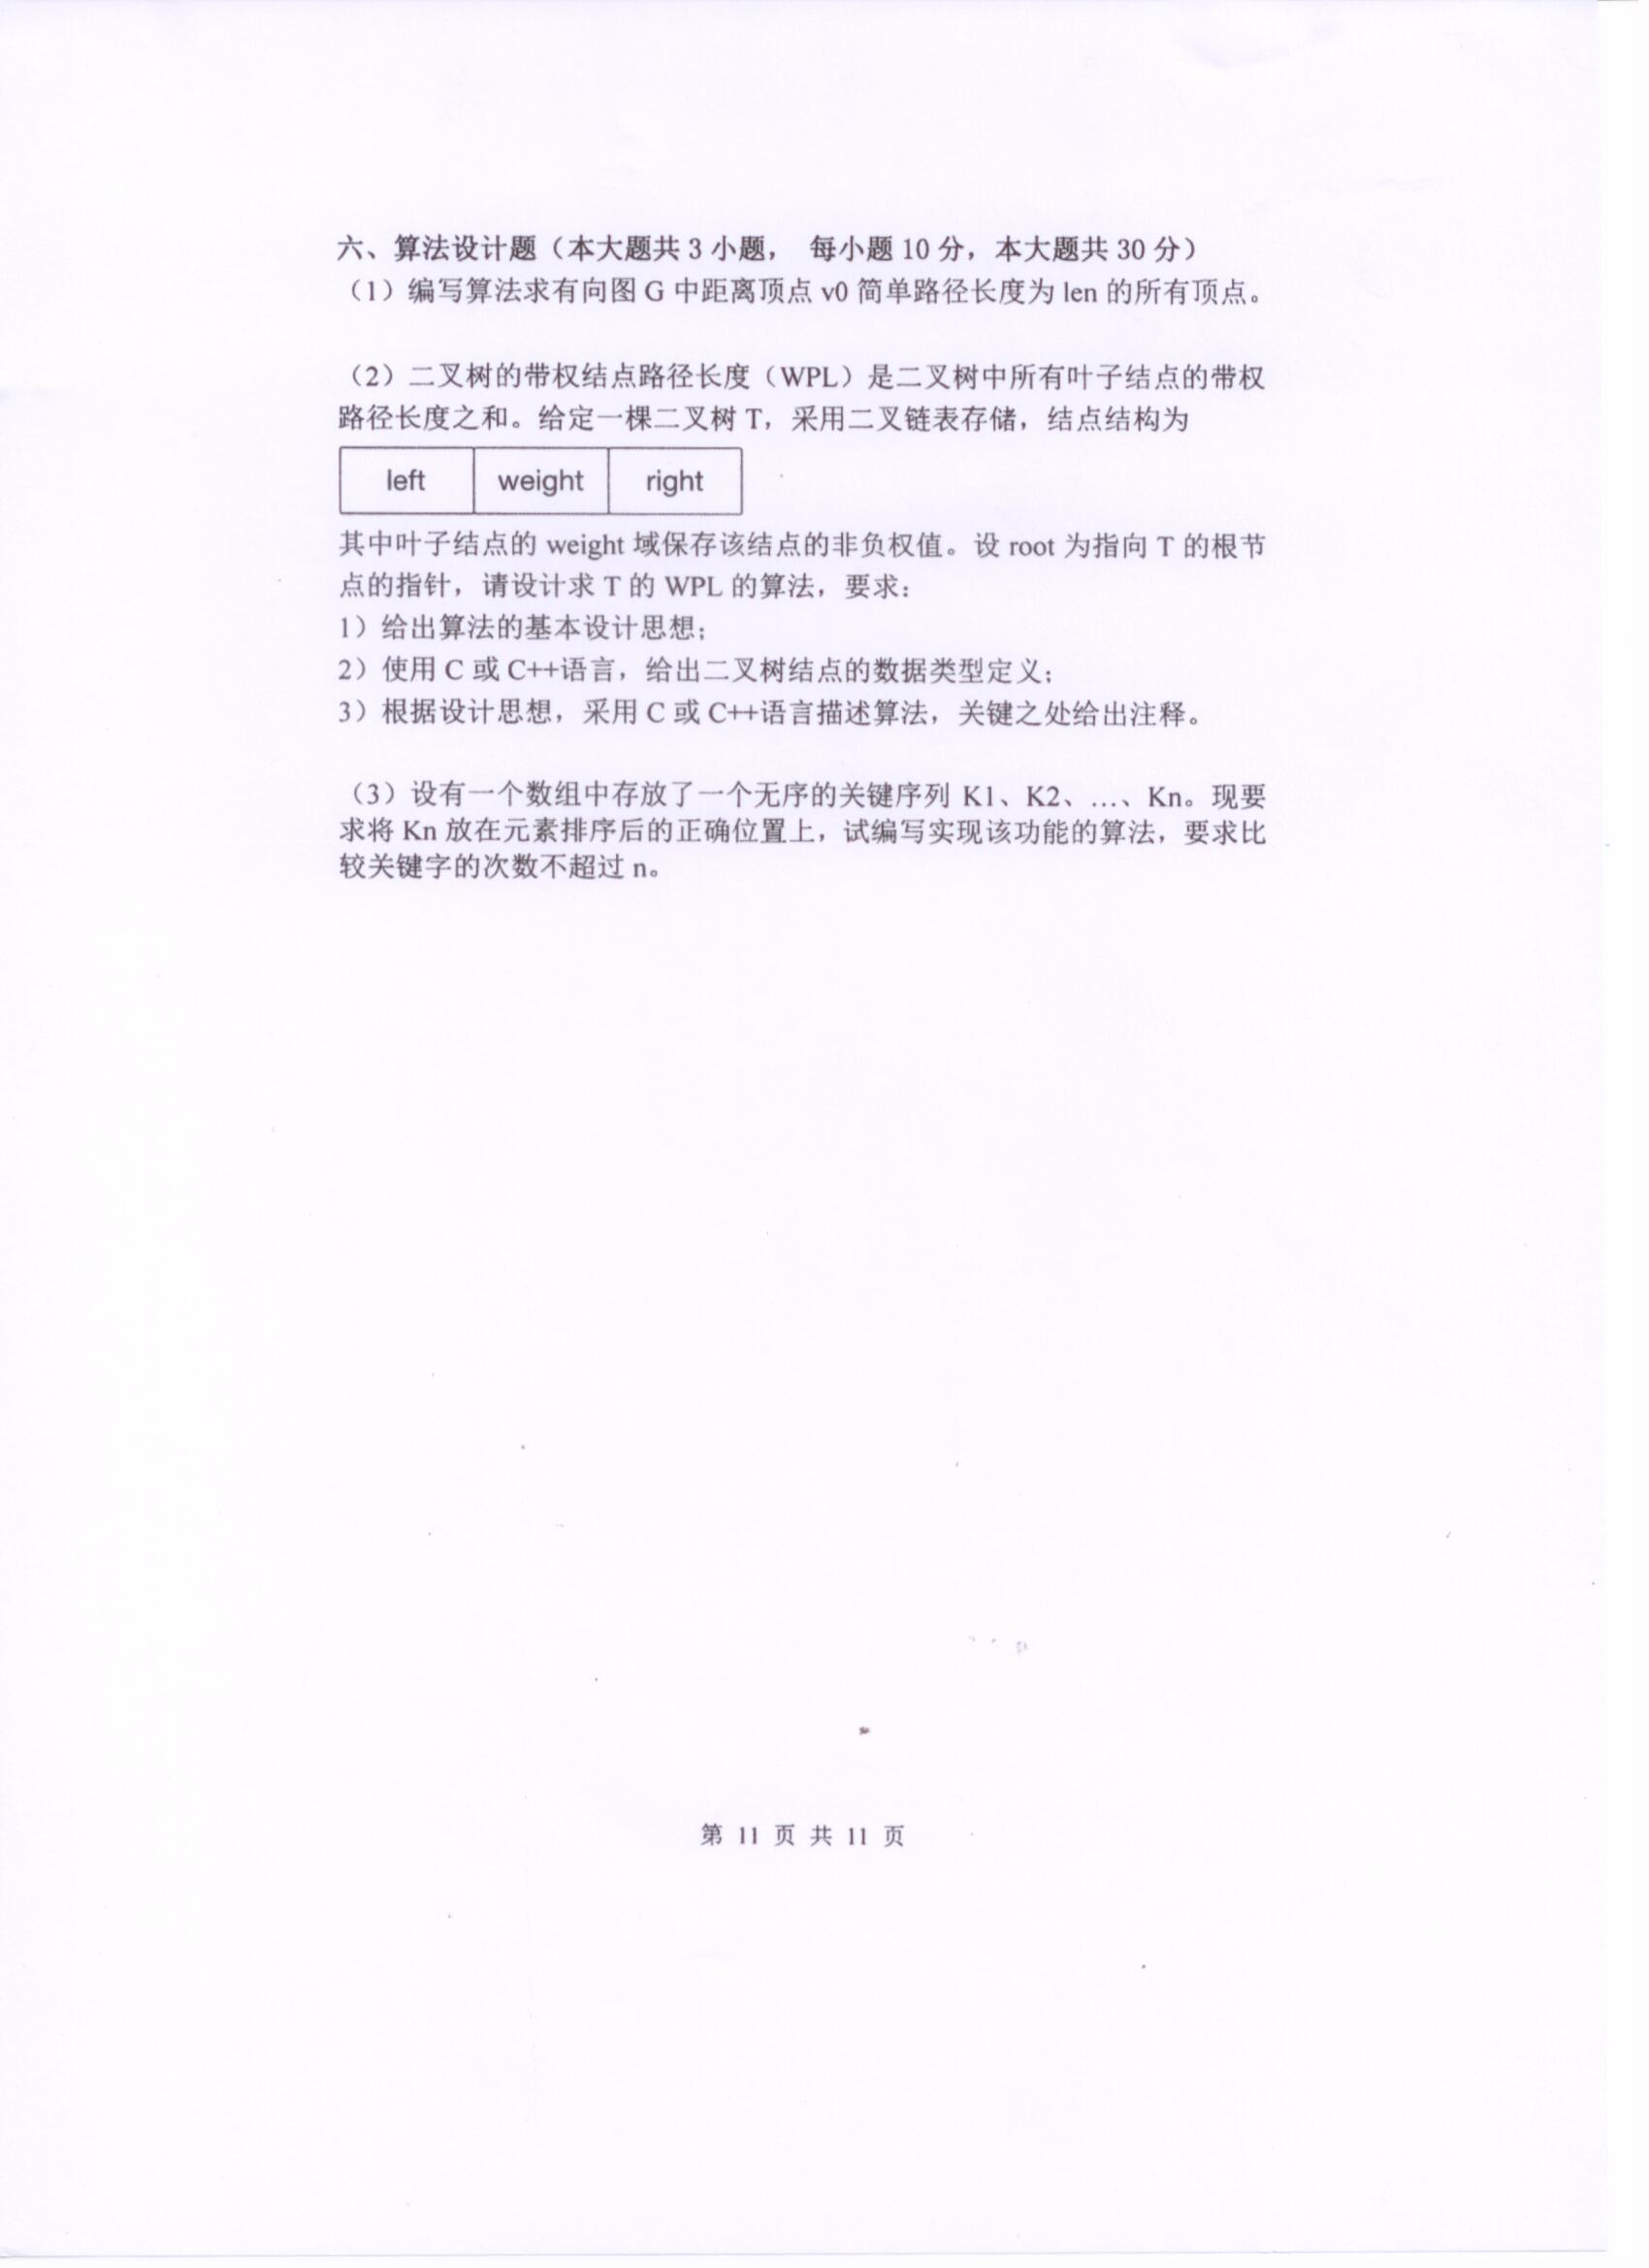 六、算法设计题（本大题共 3 小题， 每小题 10 分，本大题共 30 分）
（1）编写算法求有向图 G 中距离顶点 v0 简单路径长度为 len 的所有顶点。
（2）二叉树的带权结点路径长度（WPL）是二叉树中所有叶子结点的带权
路径长度之和。给定一棵二叉树 T，采用二叉链表存储，结点结构为
left weight right
其中叶子结点的 weight 域保存该结点的非负权值。设 root 为指向 T 的根节
点的指针，请设计求 T 的 WPL 的算法，要求：
1）给出算法的基本设计思想；
2）使用 C 或 C++语言，给出二叉树结点的数据类型定义；
3）根据设计思想，采用 C 或 C++语言描述算法，关键之处给出注释。
（3）设有一个数组中存放了一个无序的关键序列 K1、K2、…、Kn。现要
求将 Kn 放在元素排序后的正确位置上，试编写实现该功能的算法，要求比
较关键字的次数不超过 n。
第 11 页 共 11 页